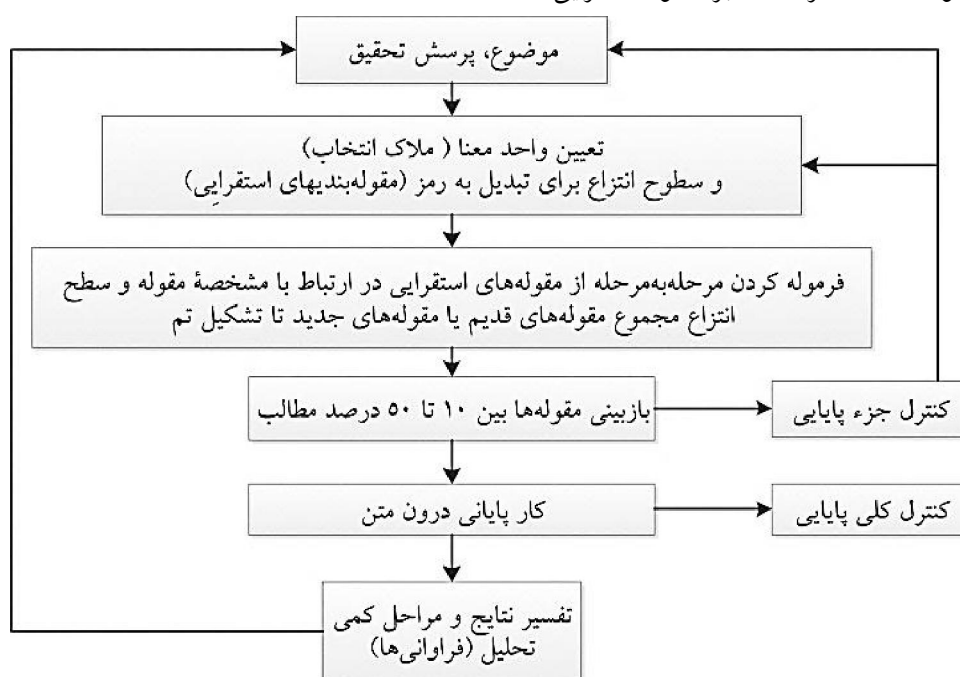 موضوع، پرسش تحقیق
تعیین واحد معنا ( ملاک انتخاب)
و سطوح انتزاع برای تبدیل به رمز (مقوله‌بندیهای استقرایِی)
فرموله کردن مرحله‌به‌مرحله از مقوله‌های استقرایی در ارتباط با مشخصهٔ مقوله و سطح
انتزاع مجموع مقوله‌های قدیم یا مقوله‌های جدید تا تشکیل تم
بازبینی مقوله‌ها بین ۱۰ تا ۵۰ درصد مطالب
کنترل جزء پایایی
کار پایانی درون متن
کنترل کلی پایایی
تفسیر نتایج و مراحل کمی
تحلیل (فراوانی‌ها)